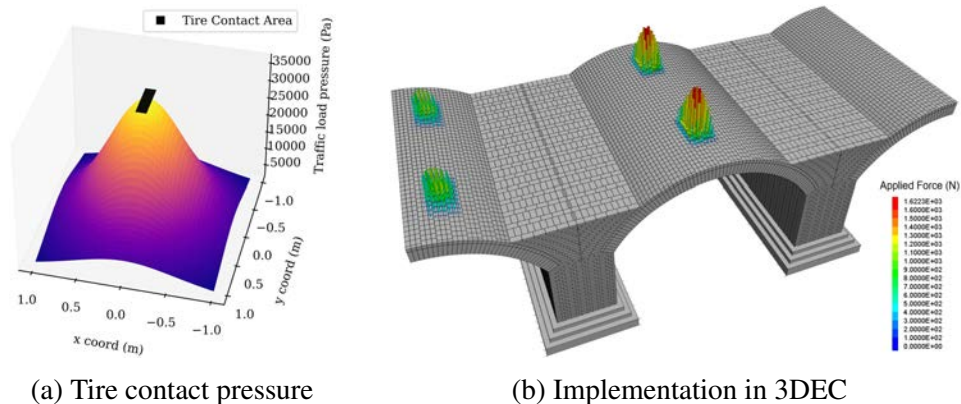 Tire Contact Area
35000
30000
25000
20000
15000
10000
5000
Traffic load pressure (Pa)
−1.0
−0.5
0.0
0.5
1.0
y coord (m)
1.0
0.5
0.0
−0.5
−1.0
x coord (m)
Applied Force (N)
1.6223E+03
1.6000E+03
1.5000E+03
1.4000E+03
1.3000E+03
1.2000E+03
1.1000E+03
1.0000E+03
9.0000E+02
8.0000E+02
7.0000E+02
6.0000E+02
5.0000E+02
4.0000E+02
3.0000E+02
2.0000E+02
1.0000E+02
0.0000E+00
(a) Tire contact pressure
(b) Implementation in 3DEC